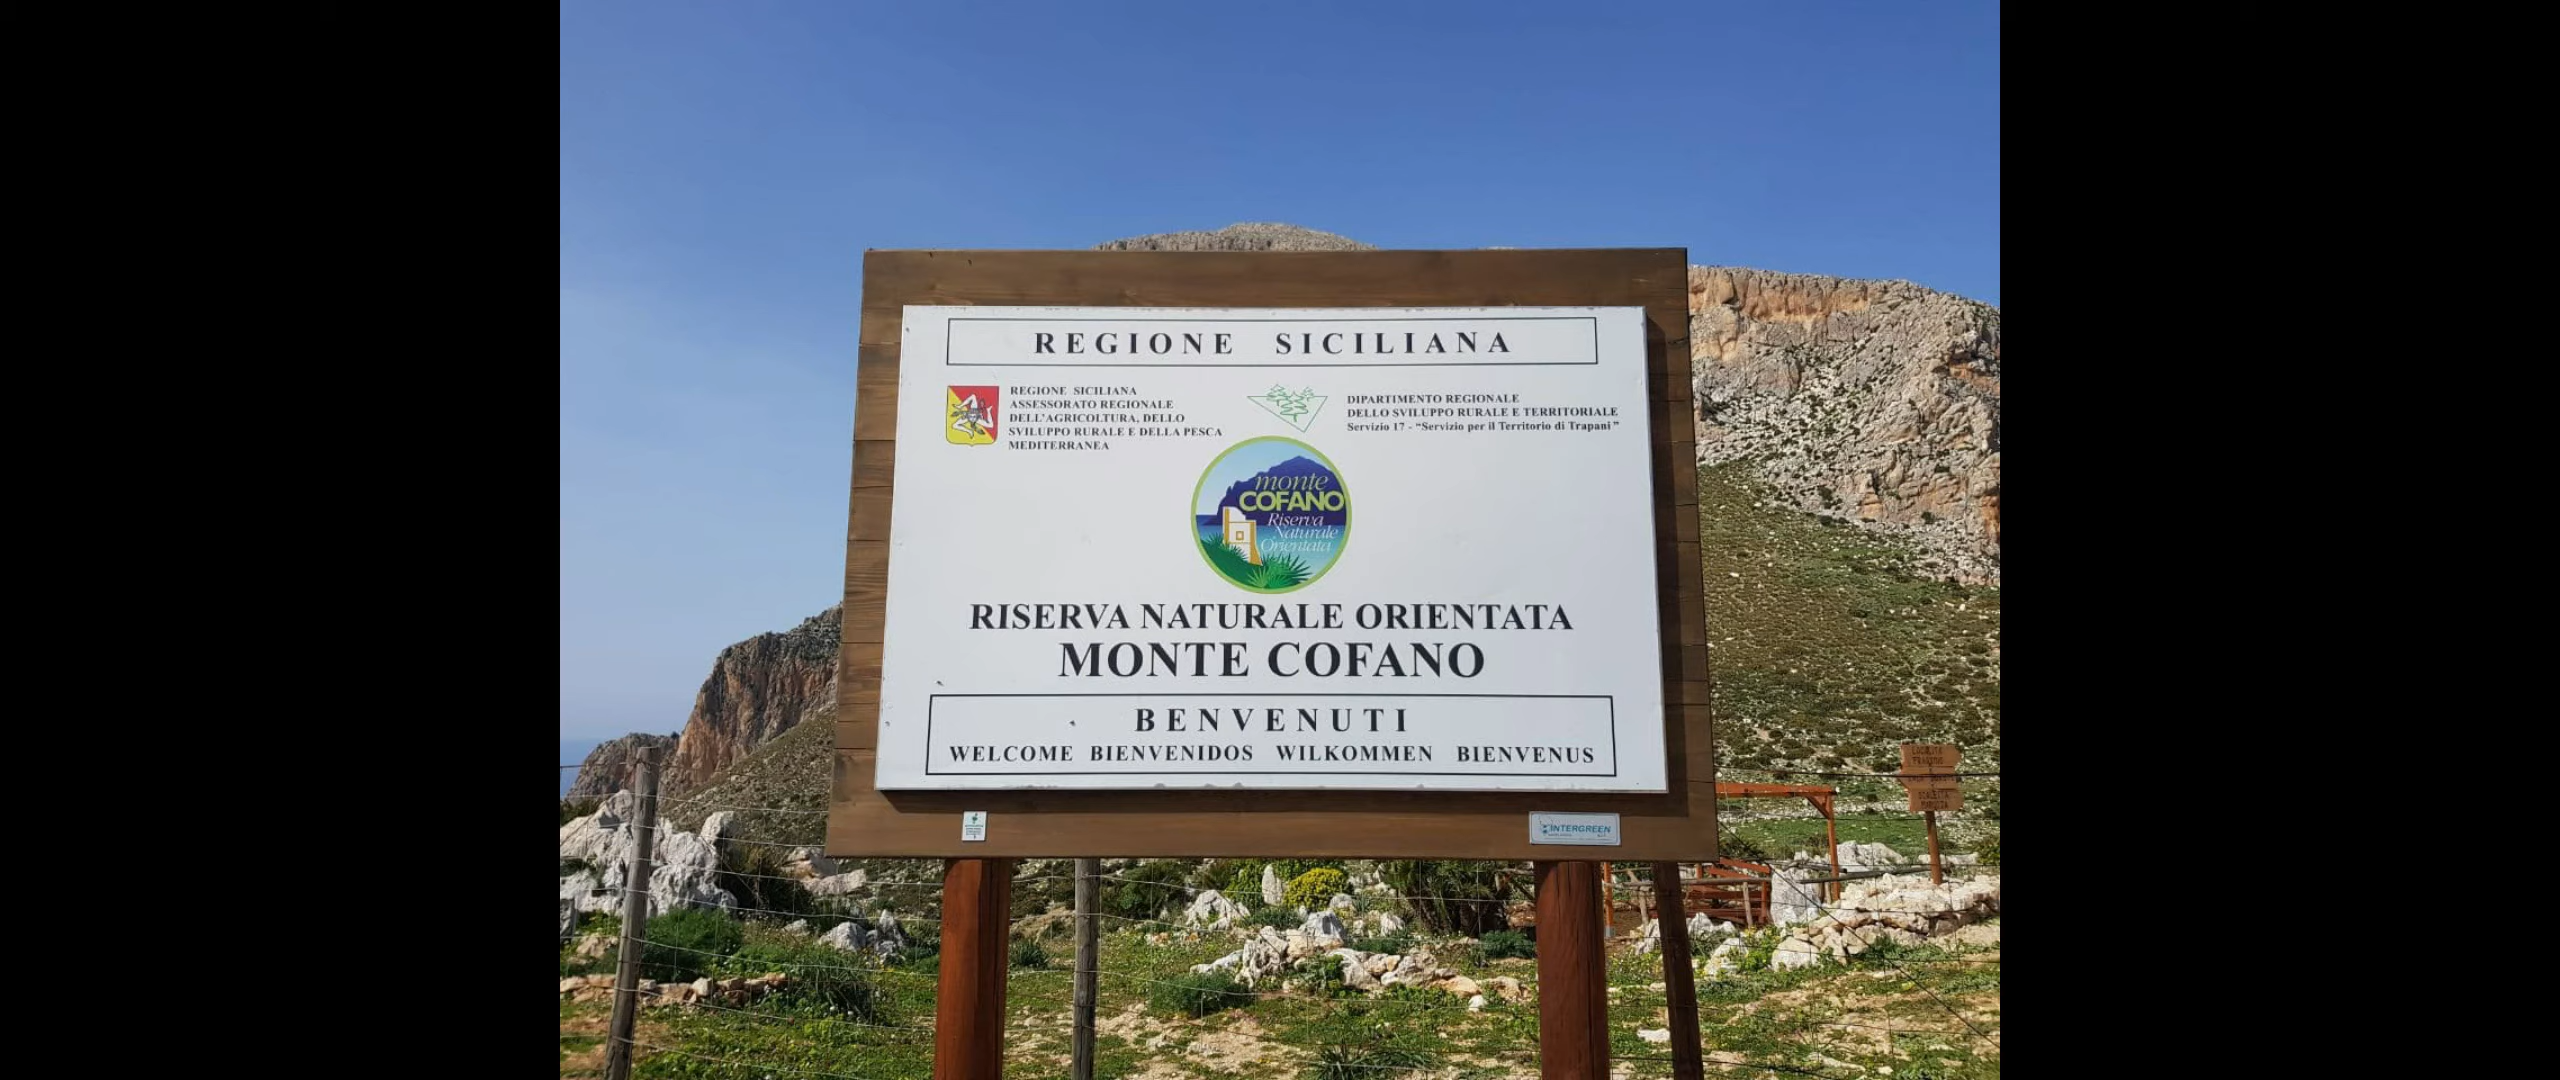 REGIONE SICILIANA
REGIONE SICILIANA
ASSESSORATO REGIONALE
DELL'AGRICOLTURA, DELLO
SVILUPPO RURALE E DELLA PESCA
MEDITERRANEA
DIPARTIMENTO REGIONALE
DELLO SVILUPPO RURALE E TERRITORIALE
Servizio 17 - "Servizio per il Territorio di Trapani"
monte
COFANO
Riserva
Naturale
Orientata
RISERVA NATURALE ORIENTATA
MONTE COFANO
BENVENUTI
WELCOME BIENVENIDOS WILKOMMEN BIENVENUS
INTERGREEN